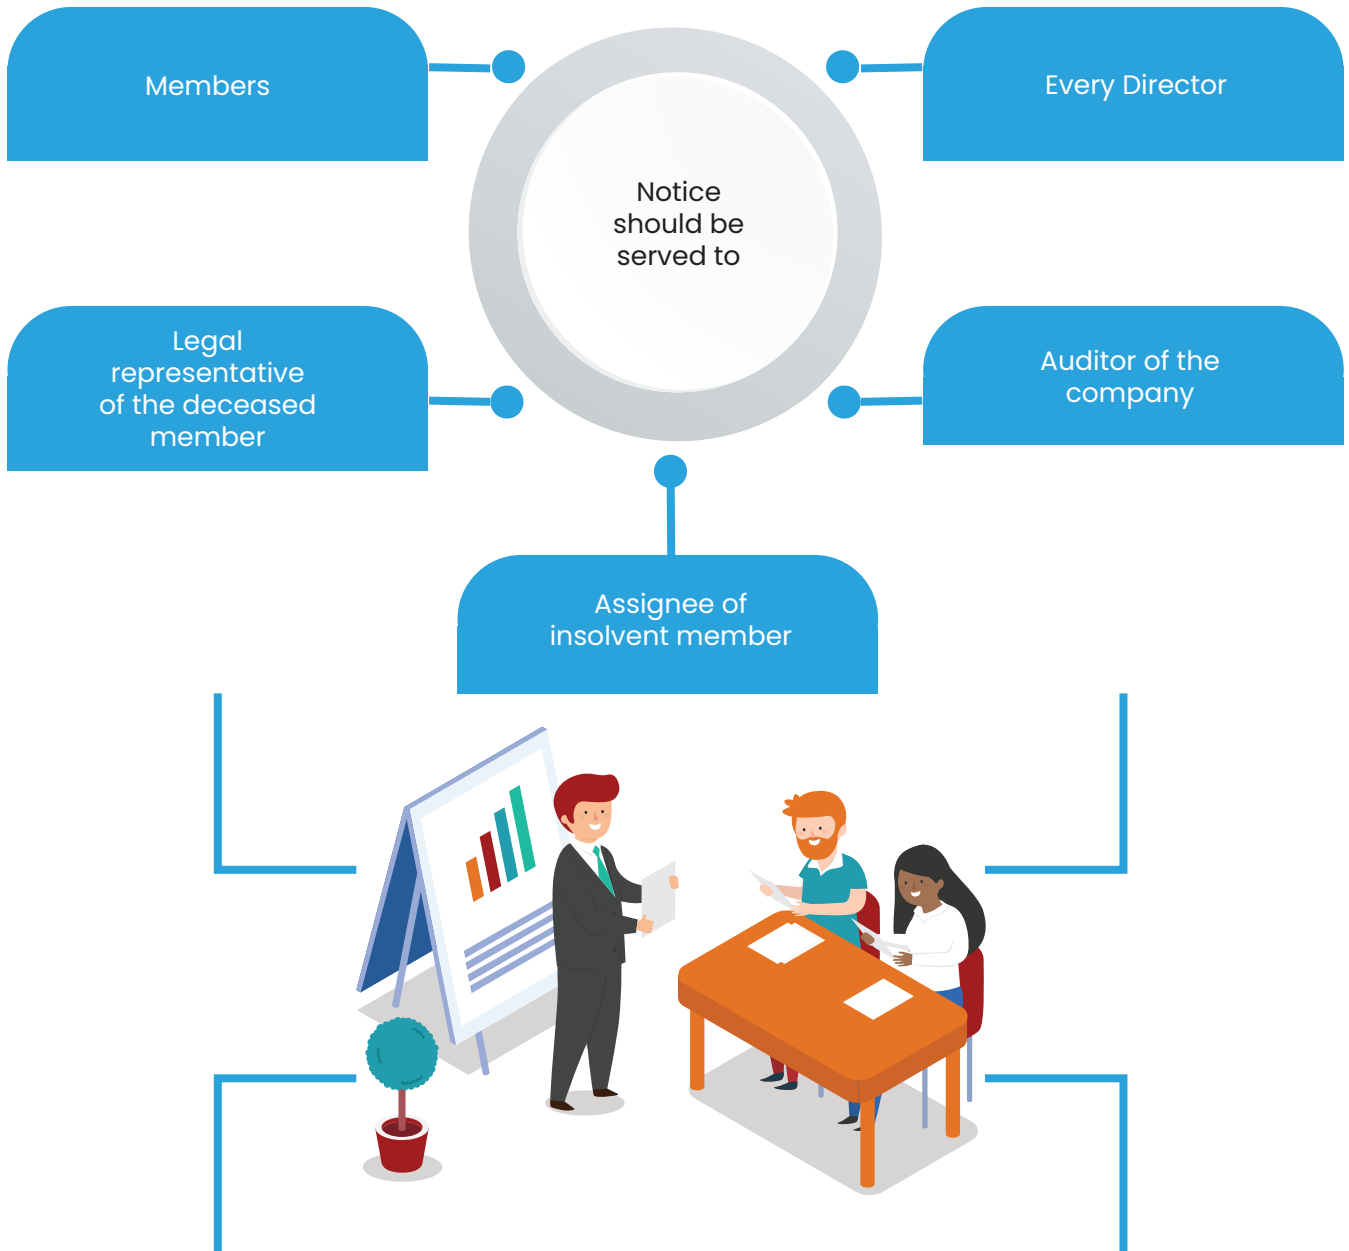 Members
Every Director
Notice
should be
served to
Legal
representative
of the deceased
member
Auditor of the
company
Assignee of
insolvent member